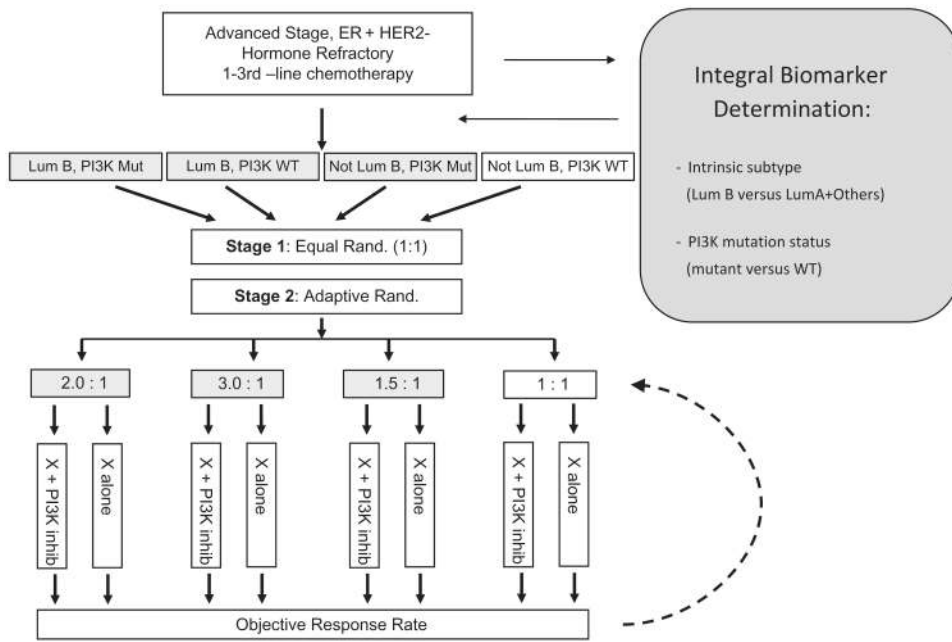 Advanced Stage, ER + HER2-
Hormone Refractory
1-3rd –line chemotherapy
Integral Biomarker
Determination:
- Intrinsic subtype
(Lum B versus LumA+Others)
- PI3K mutation status
(mutant versus WT)
Lum B, PI3K Mut
Lum B, PI3K WT
Not Lum B, PI3K Mut
Not Lum B, PI3K WT
Stage 1: Equal Rand. (1:1)
Stage 2: Adaptive Rand.
2.0 : 1
3.0 : 1
1.5 : 1
1 : 1
X + PI3K inhib
X alone
X + PI3K inhib
X alone
X + PI3K inhib
X alone
X + PI3K inhib
X alone
Objective Response Rate